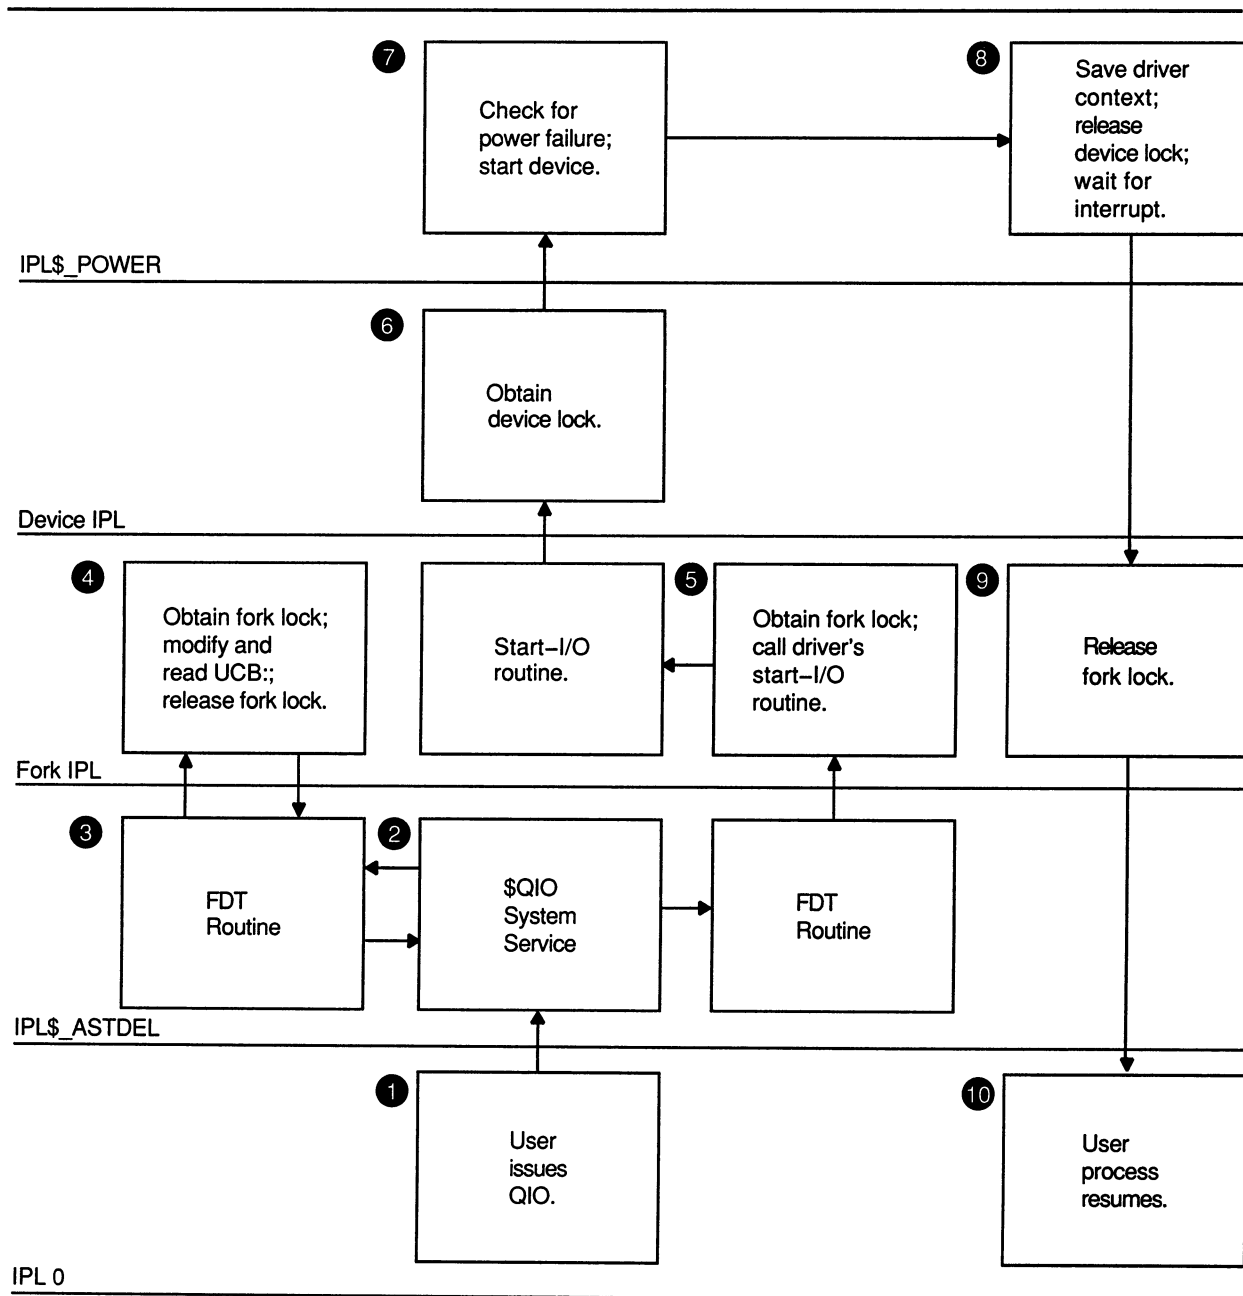 7
Check for
power failure;
start device.
8
Save driver
context;
release
device lock;
wait for
interrupt.
IPL$_POWER
6
Obtain
device lock.
Device IPL
4
Obtain fork lock;
modify and
read UCB:;
release fork lock.
Start–I/O
routine.
5
Obtain fork lock;
call driver's
start–I/O
routine.
9
Release
fork lock.
Fork IPL
3
FDT
Routine
2
$QIO
System
Service
FDT
Routine
IPL$_ASTDEL
1
User
issues
QIO.
10
User
process
resumes.
IPL 0